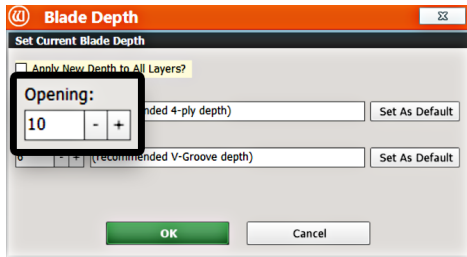 Blade Depth
Set Current Blade Depth
Apply New Depth to All Layers?
Opening:
10 - + nded 4-ply depth) Set As Default
6 - + (recommended V-Groove depth) Set As Default
OK Cancel